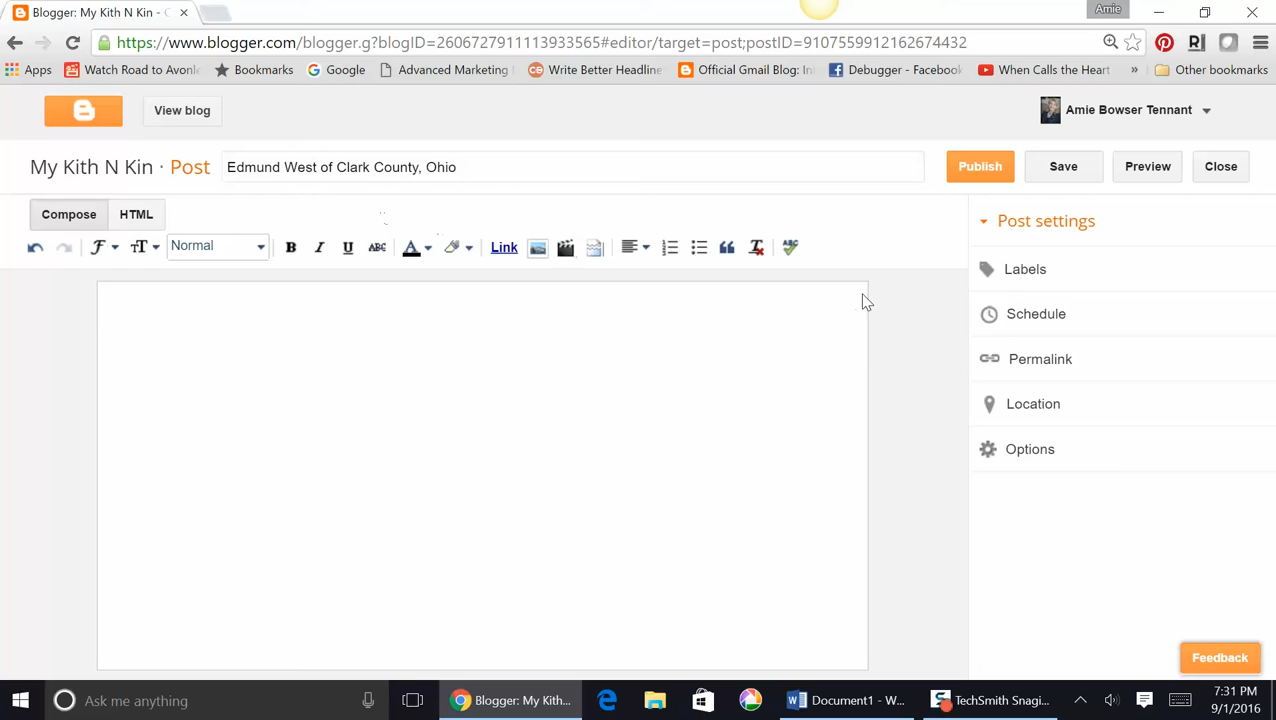 Blogger: My Kith N Kin - C
Amie
https://www.blogger.com/blogger.g?blogID=2606727911113933565#editor/target=post;postID=9107559912162674432
Apps Watch Road to Avonle Bookmarks Google Advanced Marketing Write Better Headline Official Gmail Blog: In Debugger - Facebook When Calls the Heart » Other bookmarks
View blog
Amie Bowser Tennant
My Kith N Kin · Post Edmund West of Clark County, Ohio Publish Save Preview Close
Compose HTML
Post settings
Normal Link
ABC
Labels
Schedule
Permalink
Location
Options
Feedback
Ask me anything
Blogger: My Kith...
Document1 - W...
TechSmith Snagi...
7:31 PM
9/1/2016